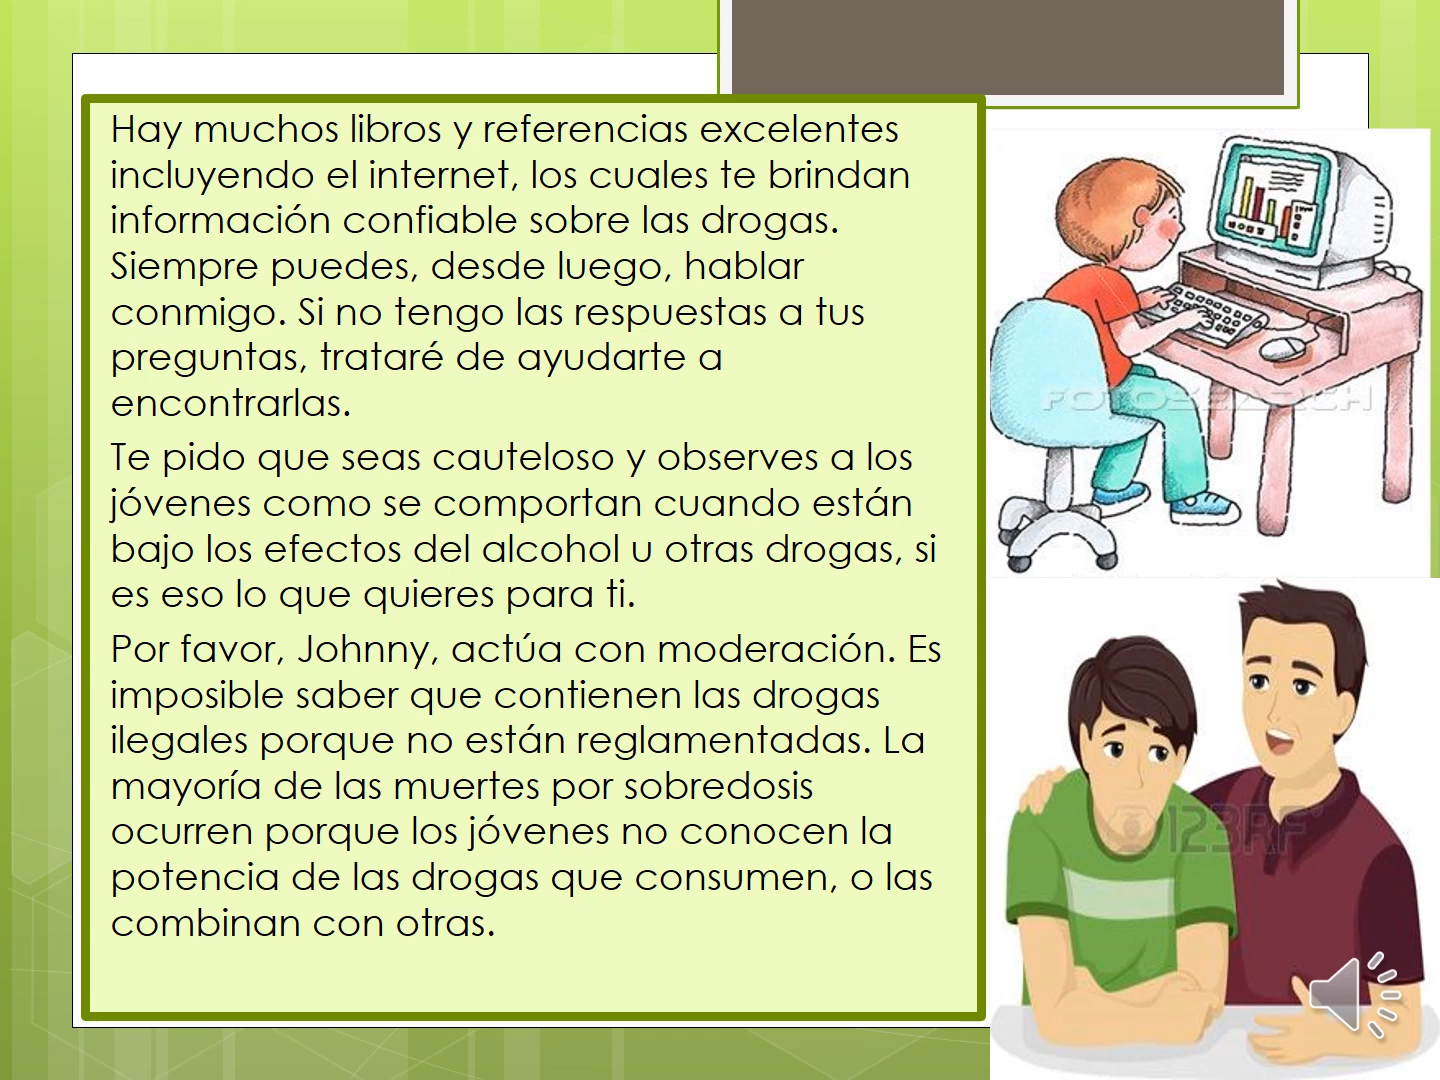 Hay muchos libros y referencias excelentes
incluyendo el internet, los cuales te brindan
información confiable sobre las drogas.
Siempre puedes, desde luego, hablar
conmigo. Si no tengo las respuestas a tus
preguntas, trataré de ayudarte a
encontrarlas.
Te pido que seas cauteloso y observes a los
jóvenes como se comportan cuando están
bajo los efectos del alcohol u otras drogas, si
es eso lo que quieres para ti.
Por favor, Johnny, actúa con moderación. Es
imposible saber que contienen las drogas
ilegales porque no están reglamentadas. La
mayoría de las muertes por sobredosis
ocurren porque los jóvenes no conocen la
potencia de las drogas que consumen, o las
combinan con otras.
FOTOSEARCH
123RF